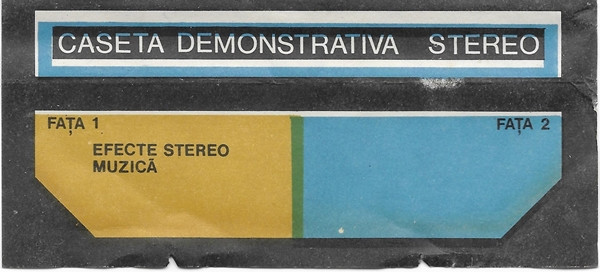 CASETA DEMONSTRATIVA STEREO
FAȚA 1
EFECTE STEREO
MUZICĂ
FAȚA 2